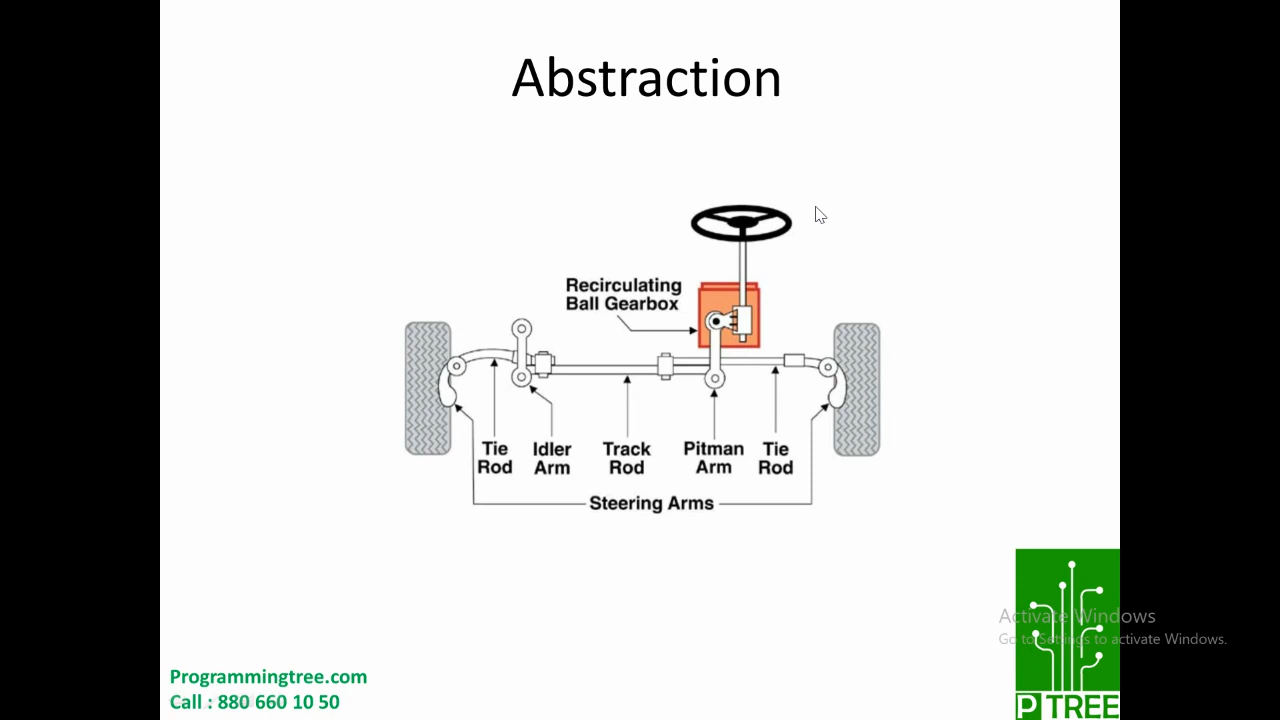 Abstraction
Recirculating
Ball Gearbox
Tie
Rod
Idler
Arm
Track
Rod
Pitman
Arm
Tie
Rod
Steering Arms
Activate Windows
Go to Settings to activate Windows.
Programmingtree.com
Call : 880 660 10 50
P TREE